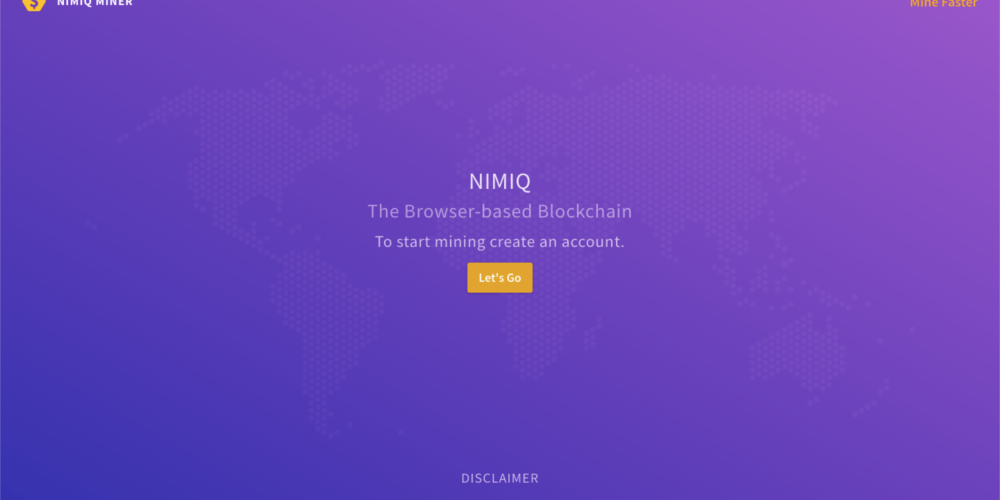 NIMIQ MINER
Mine Faster
NIMIQ
The Browser-based Blockchain
To start mining create an account.
Let's Go
DISCLAIMER